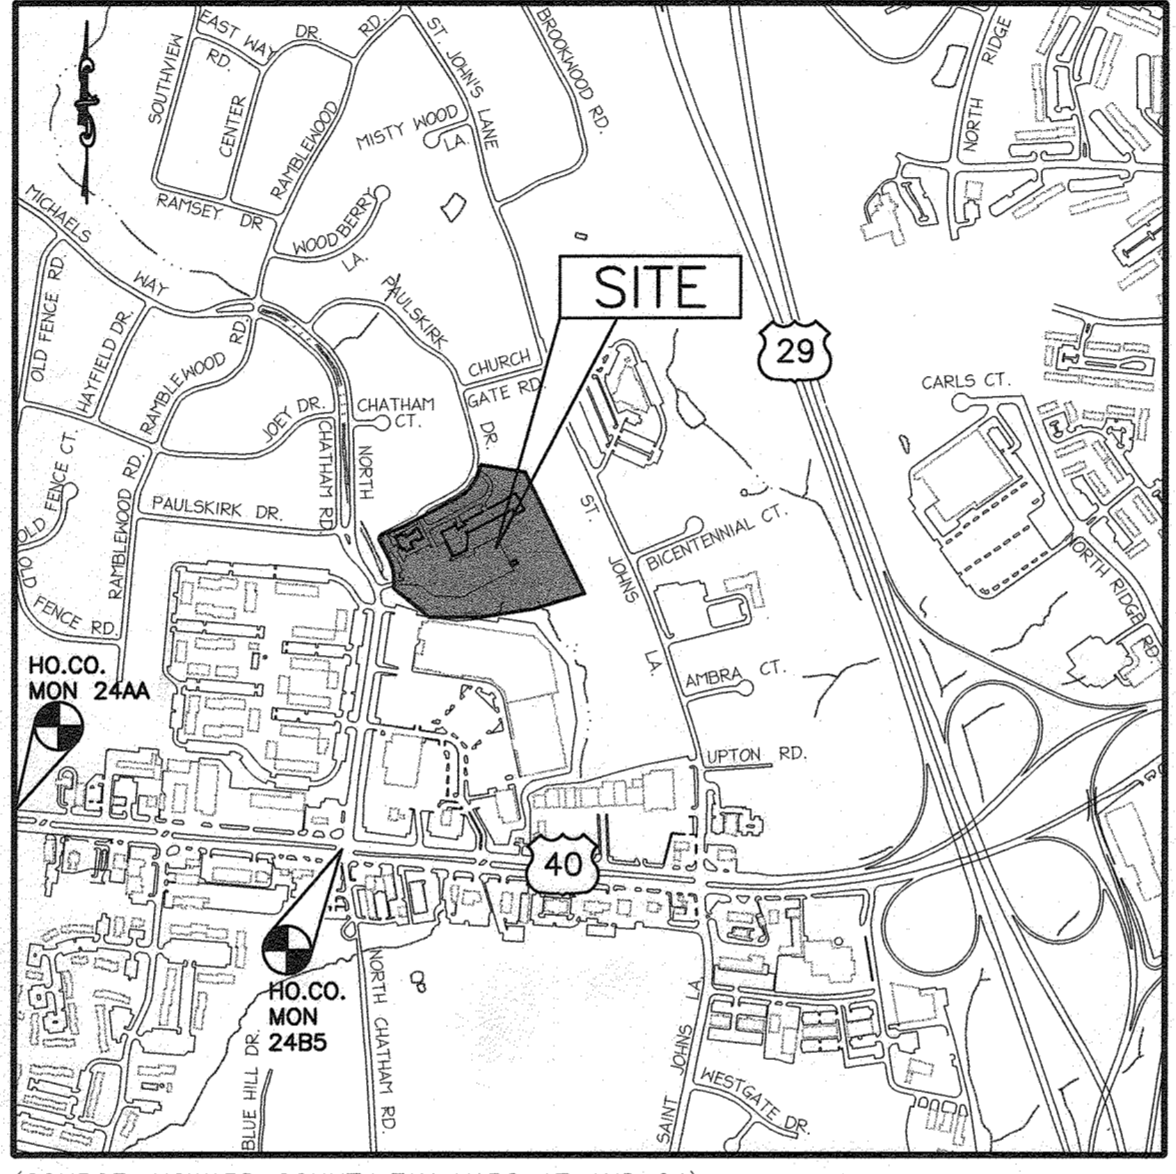 SOUTHVIEW
RD.
EAST WAY
DR.
CENTER
RAMBLEWOOD
RD.
ST. JOHN'S LANE
BROOKWOOD RD.
NORTH
RIDGE
MISTY WOOD
LA.
RAMSEY DR
WOODBERRY
LA.
MICHAELS
WAY
OLD FENCE RD.
HAYFIELD DR.
RAMBLEWOOD
RD.
PAULSKIRK
DR.
CHURCH
GATE RD.
SITE
29
CARLS CT.
JOEY DR.
CHATHAM
CT.
NORTH
CHATHAM RD.
OLD FENCE CT.
RAMBLEWOOD RD.
PAULSKIRK DR.
OLD
FENCE RD.
ST.
JOHNS
LA.
BICENTENNIAL CT.
NORTH RIDGE
RD
AMBRA CT.
UPTON RD.
HO.CO.
MON 24AA
40
HO.CO.
MON
24B5
BLUE HILL DR.
NORTH CHATHAM RD.
SAINT
JOHNS
LA
WESTGATE DR.